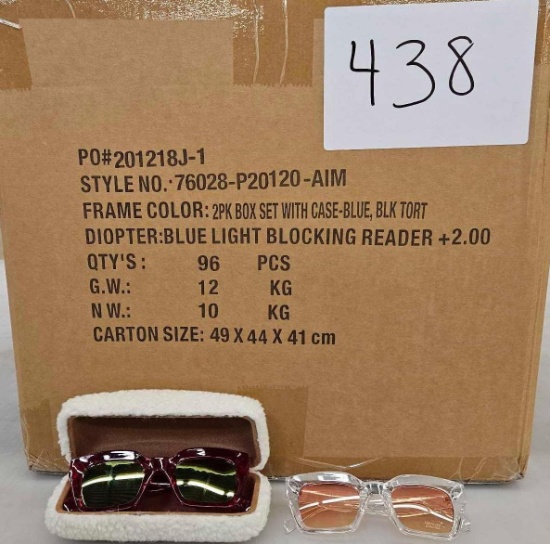 438
PO#201218J-1
STYLE NO.:76028-P20120-AIM
FRAME COLOR: 2PK BOX SET WITH CASE-BLUE, BLK TORT
DIOPTER:BLUE LIGHT BLOCKING READER +2.00
QTY'S: 96 PCS
G.W.: 12 KG
N W.: 10 KG
CARTON SIZE: 49 X 44 X 41 cm